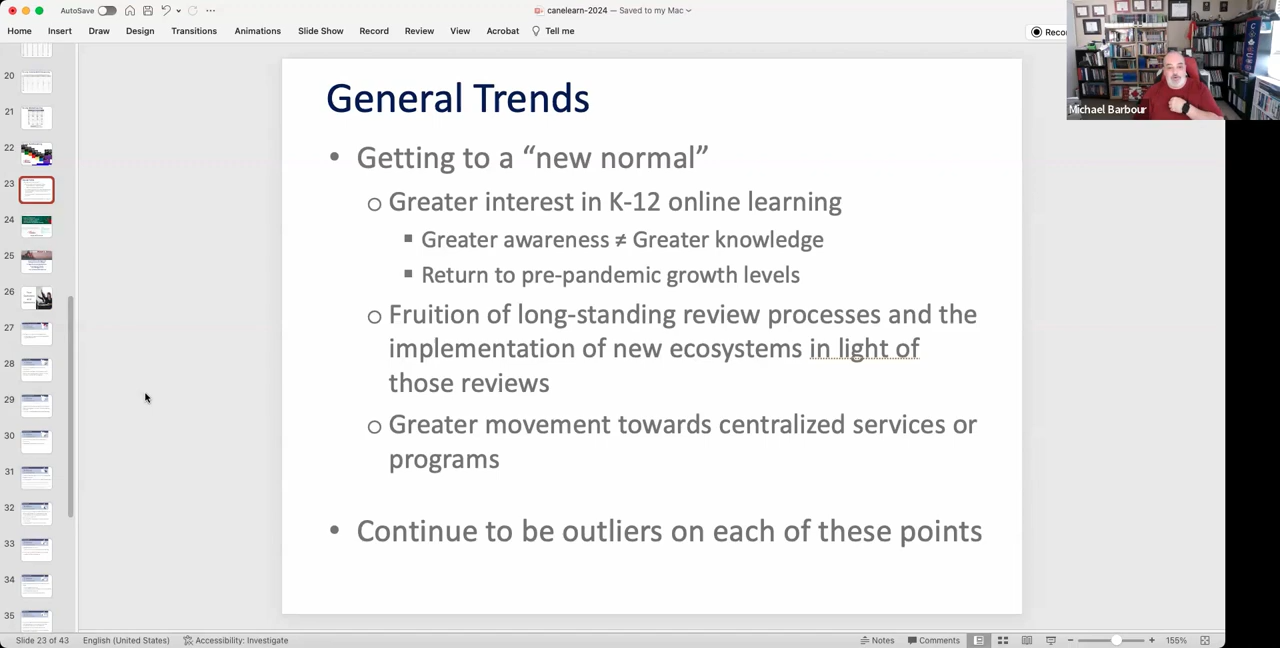 AutoSave
canelearn-2024 — Saved to my Mac
Home Insert Draw Design Transitions Animations Slide Show Record Review View Acrobat Tell me
Reco
Michael Barbour
20
21
22
23
24
25
26
27
28
29
30
31
32
33
34
35
General Trends
• Getting to a “new normal”
o Greater interest in K-12 online learning
▪ Greater awareness ≠ Greater knowledge
▪ Return to pre-pandemic growth levels
o Fruition of long-standing review processes and the
implementation of new ecosystems in light of
those reviews
o Greater movement towards centralized services or
programs
• Continue to be outliers on each of these points
Slide 23 of 43 English (United States) Accessibility: Investigate Notes Comments 155%